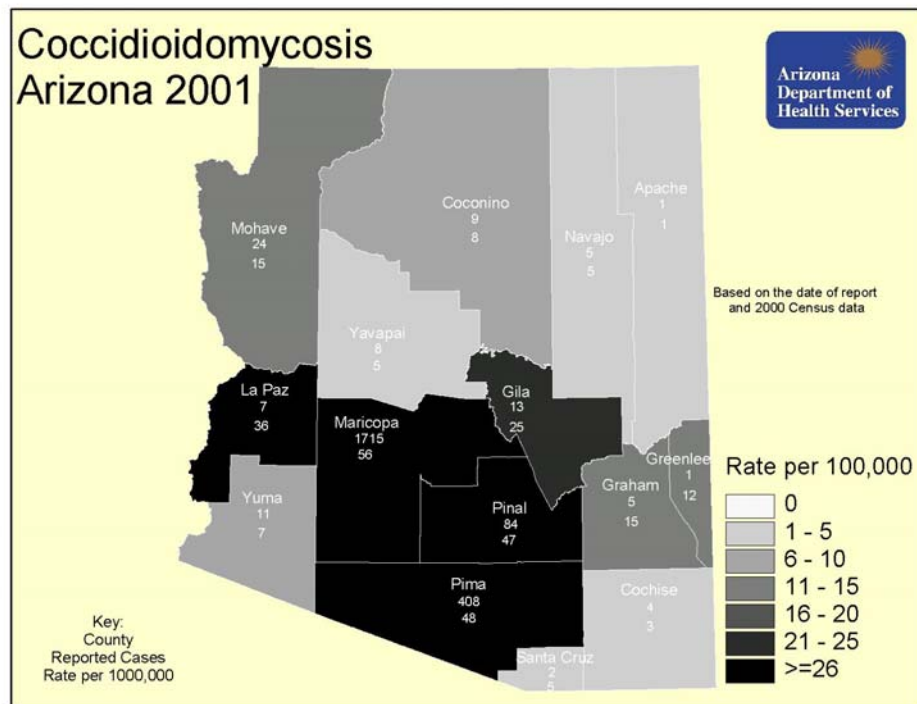 Coccidioidomycosis
Arizona 2001
Arizona
Department of
Health Services
Mohave
24
15
Coconino
9
8
Navajo
5
5
Apache
1
1
Based on the date of report
and 2000 Census data
Yavapai
8
5
La Paz
7
36
Maricopa
1715
56
Gila
13
25
Yuma
11
7
Pinal
84
47
Graham
5
15
Greenlee
1
12
Pima
408
48
Cochise
4
3
Santa Cruz
2
5
Key:
County
Reported Cases
Rate per 1000,000
Rate per 100,000
0
1 - 5
6 - 10
11 - 15
16 - 20
21 - 25
>=26